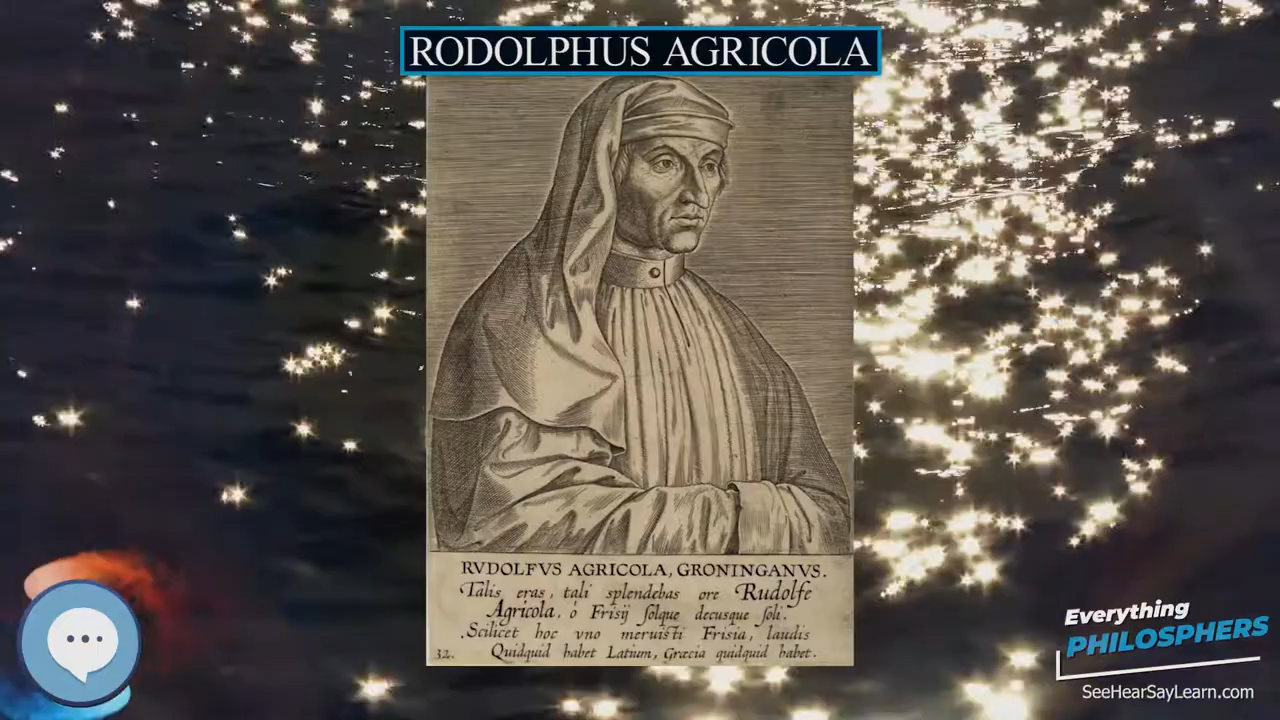 RODOLPHUS AGRICOLA
RVDOLFVS AGRICOLA, GRONINGANVS.
Talis eras, tali splendebas ore Rudolfe
Agricola, ò Frisij ſolque decusque ſoli.
Scilicet hoc vno meruiſti Frisia, laudis
32. Quidquid habet Latium, Græcia quidquid habet.
Everything
PHILOSPHERS
SeeHearSayLearn.com